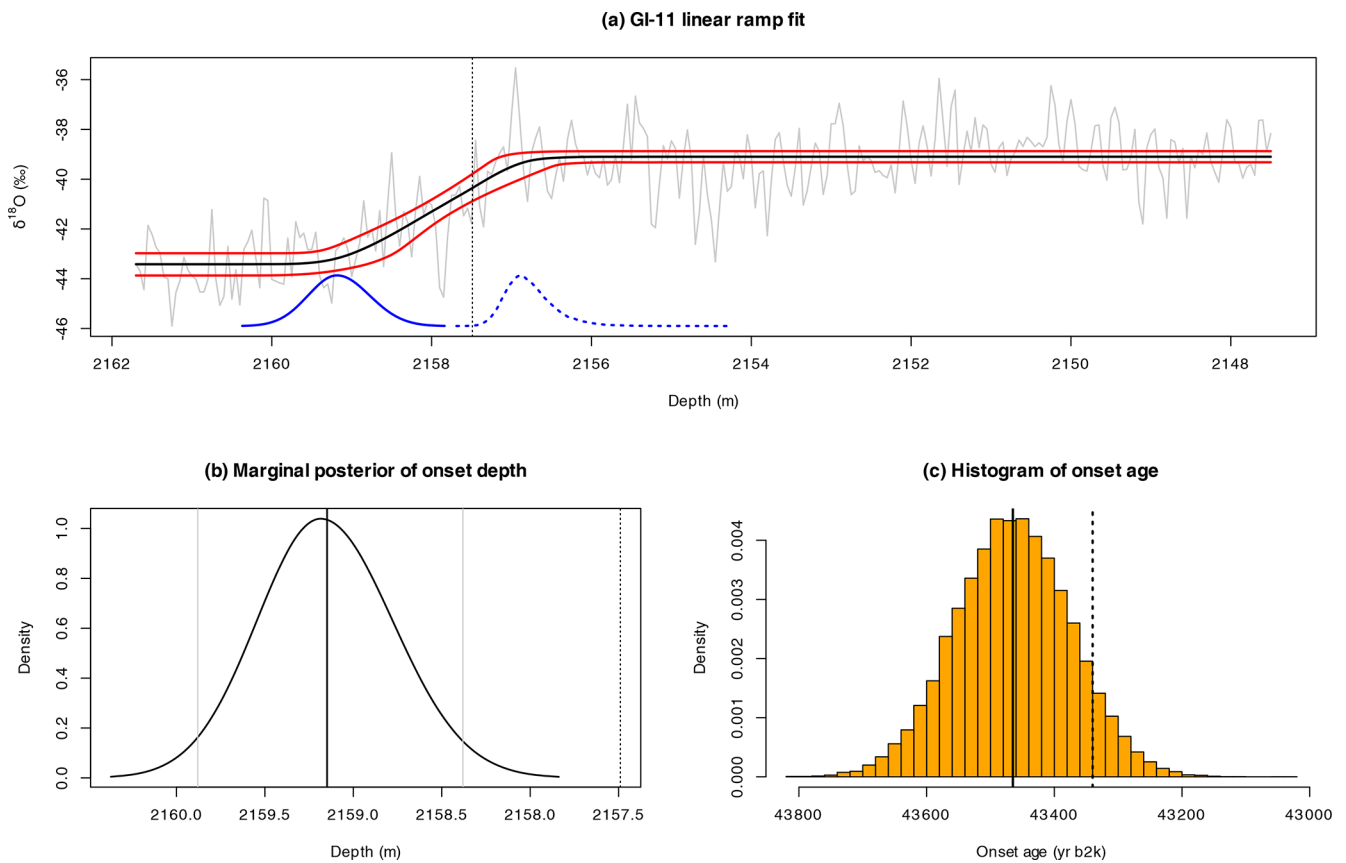 (a) GI-11 linear ramp fit
δ18O (‰)
-36
-38
-40
-42
-44
-46
2162 2160 2158 2156 2154 2152 2150 2148
Depth (m)
(b) Marginal posterior of onset depth
Density
1.0
0.8
0.6
0.4
0.2
0.0
2160.0 2159.5 2159.0 2158.5 2158.0 2157.5
Depth (m)
(c) Histogram of onset age
Density
0.004
0.003
0.002
0.001
0.000
43800 43600 43400 43200 43000
Onset age (yr b2k)